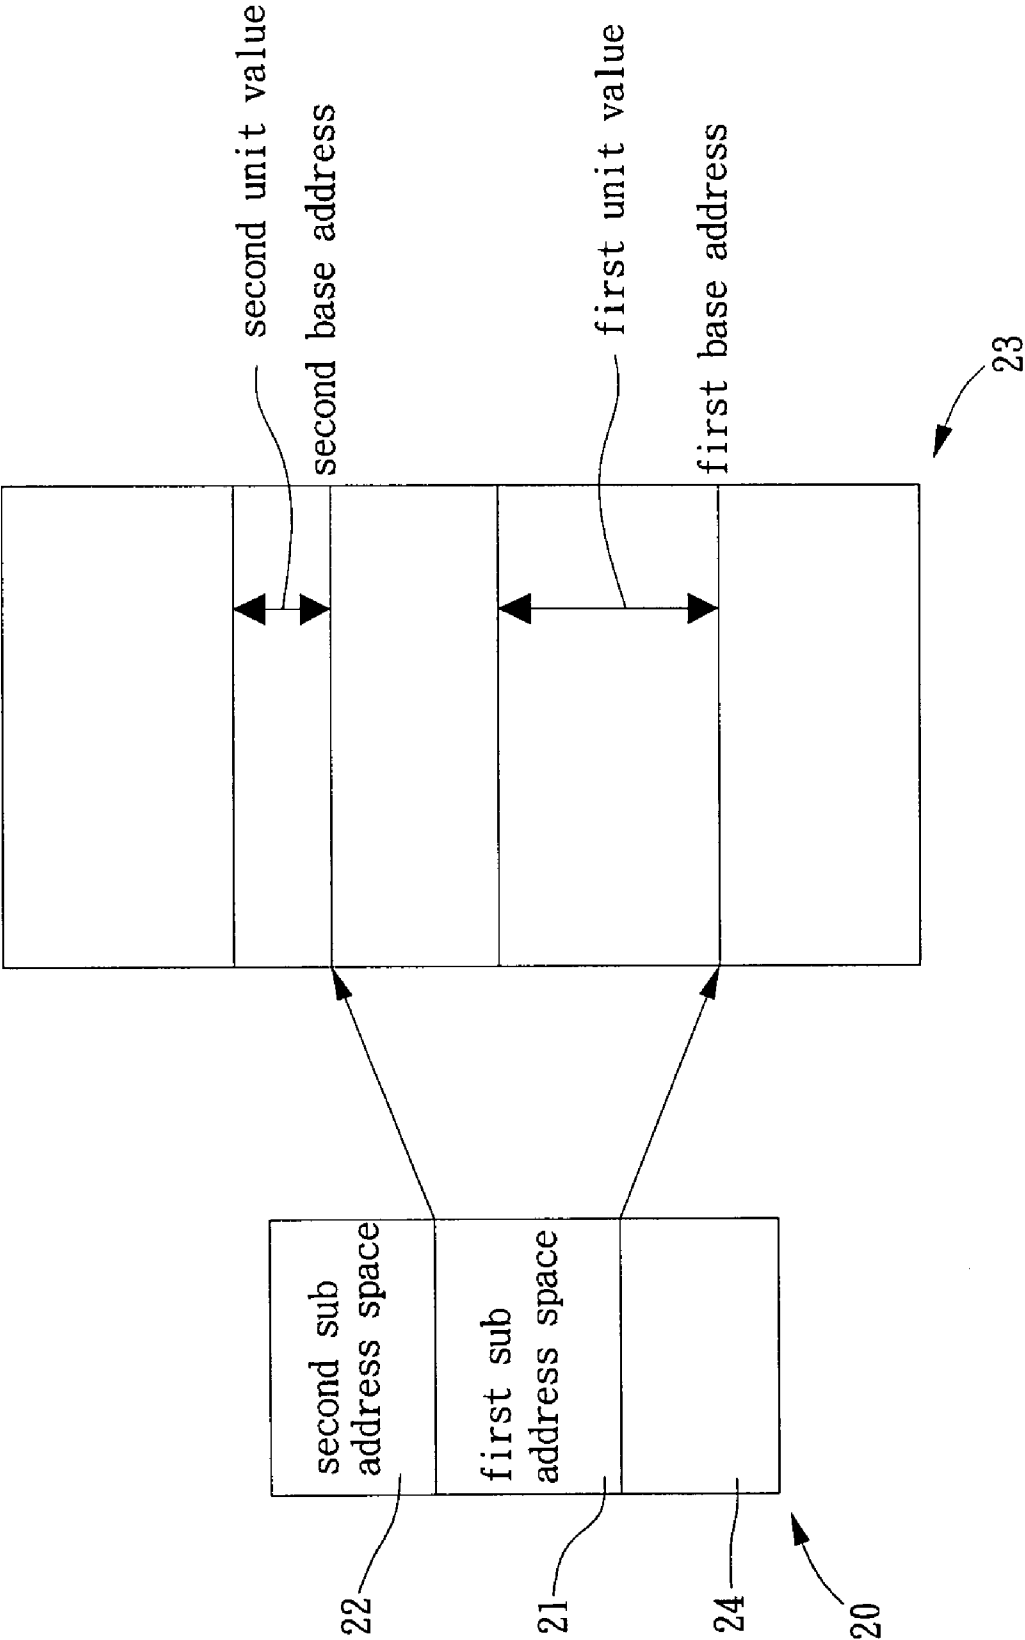 second unit value
second base address
first unit value
first base address
23
second sub
address space
first sub
address space
22
21
24
20